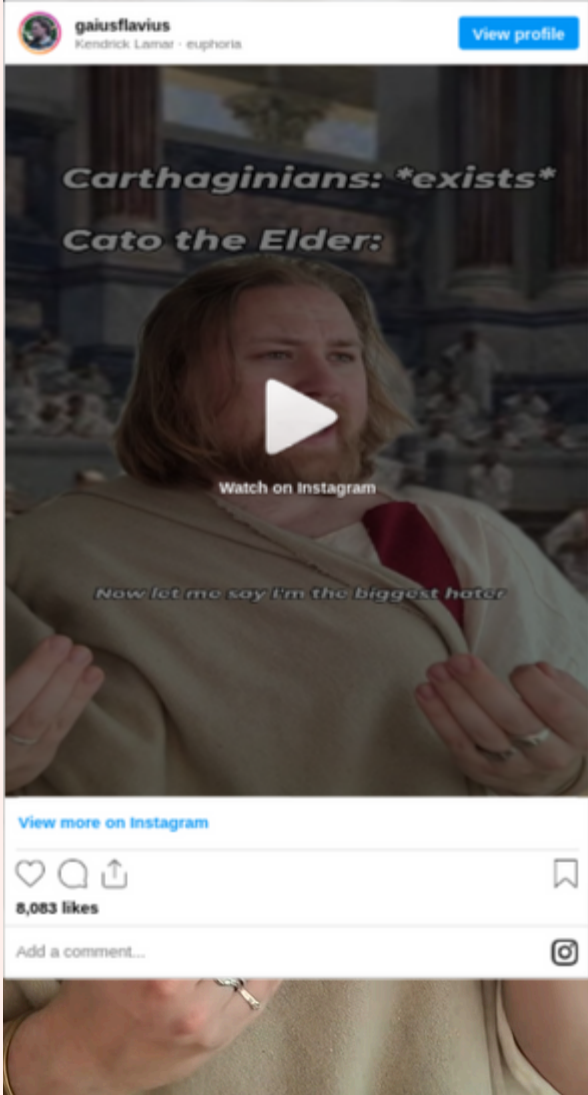 gaiusflavius
Kendrick Lamar · euphoria
View profile
Carthaginians: *exists*
Cato the Elder:
Watch on Instagram
Now let me say I'm the biggest hater
View more on Instagram
8,083 likes
Add a comment...